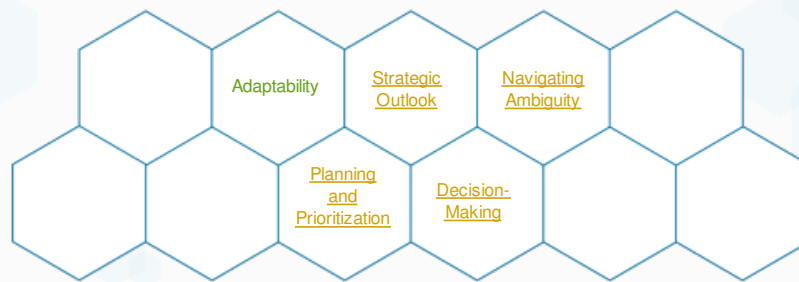 Adaptability
Strategic
Outlook
Navigating
Ambiguity
Planning
and
Prioritization
Decision-
Making